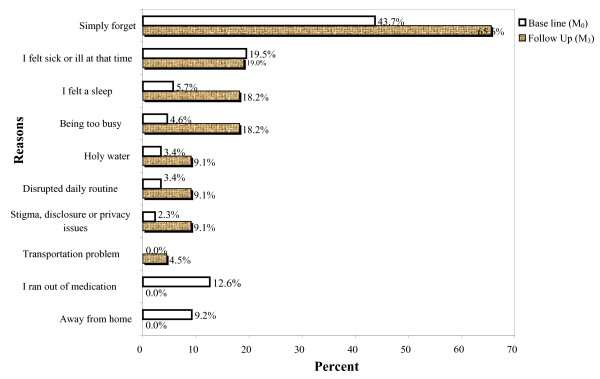 Simply forget
43.7%
65.5%
Base line (M0)
Follow Up (M3)
I felt sick or ill at that time
19.5%
19.0%
I felt a sleep
5.7%
18.2%
Being too busy
4.6%
18.2%
Reasons
Holy water
3.4%
9.1%
Disrupted daily routine
3.4%
9.1%
Stigma, disclosure or privacy
issues
2.3%
9.1%
Transportation problem
0.0%
4.5%
I ran out of medication
12.6%
0.0%
Away from home
9.2%
0.0%
0 10 20 30 40 50 60 70
Percent